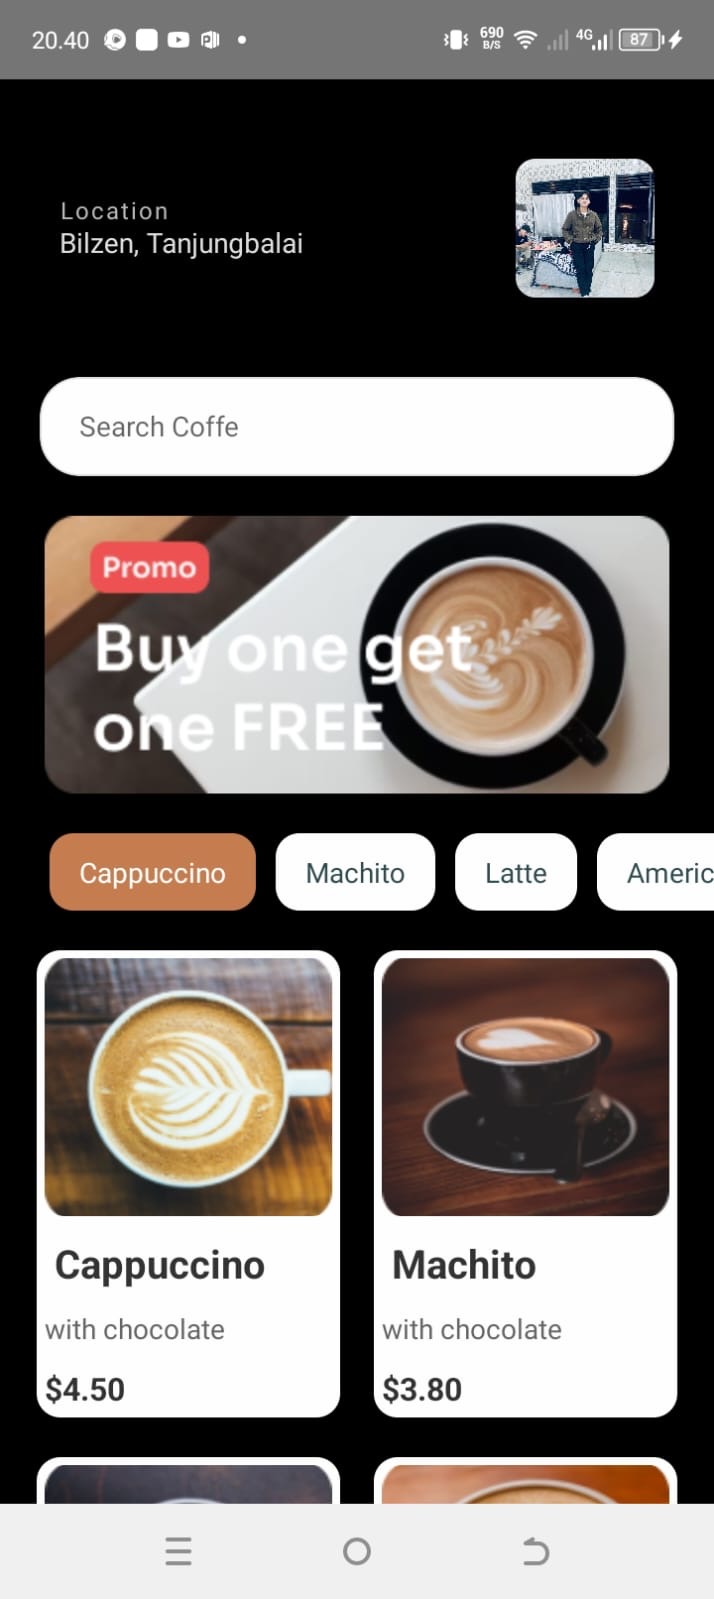 20.40
690
B/S
4G
87
Location
Bilzen, Tanjungbalai
Search Coffe
Promo
Buy one get
one FREE
Cappuccino
Machito
Latte
Americ
Cappuccino
Machito
with chocolate
with chocolate
$4.50
$3.80